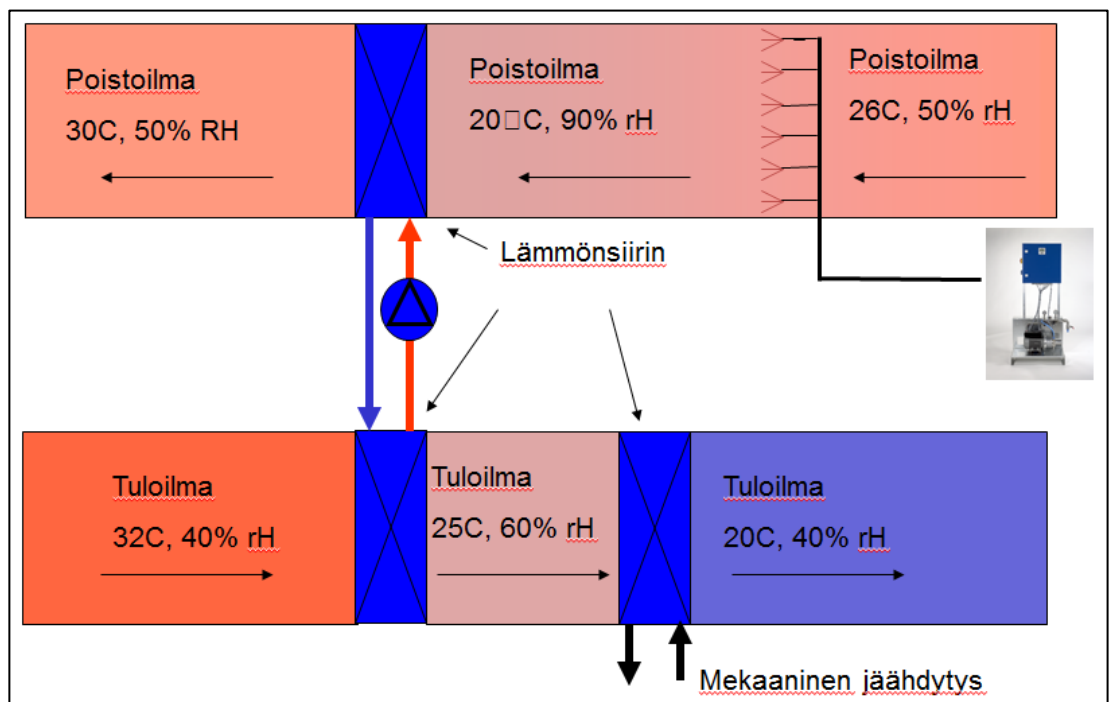 Poistoilma
30C, 50% RH
Poistoilma
20□C, 90% rH
Poistoilma
26C, 50% rH
Lämmönsiirin
Tuloilma
32C, 40% rH
Tuloilma
25C, 60% rH
Tuloilma
20C, 40% rH
Mekaaninen jäähdytys